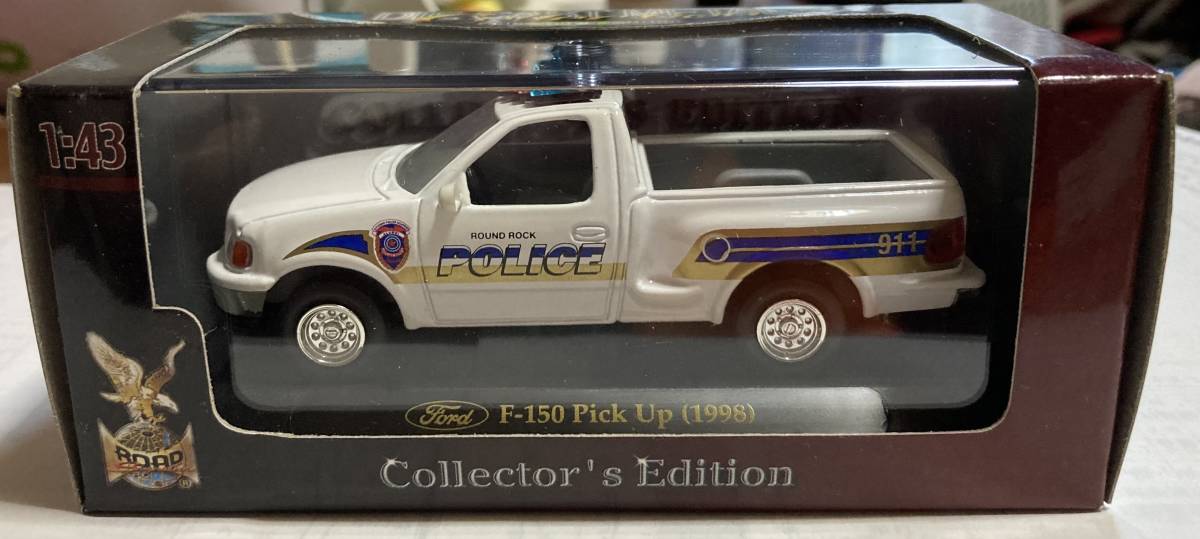 1:43
ROUND ROCK
POLICE
911
Ford F-150 Pick Up (1998)
Collector's Edition
ROAD
®